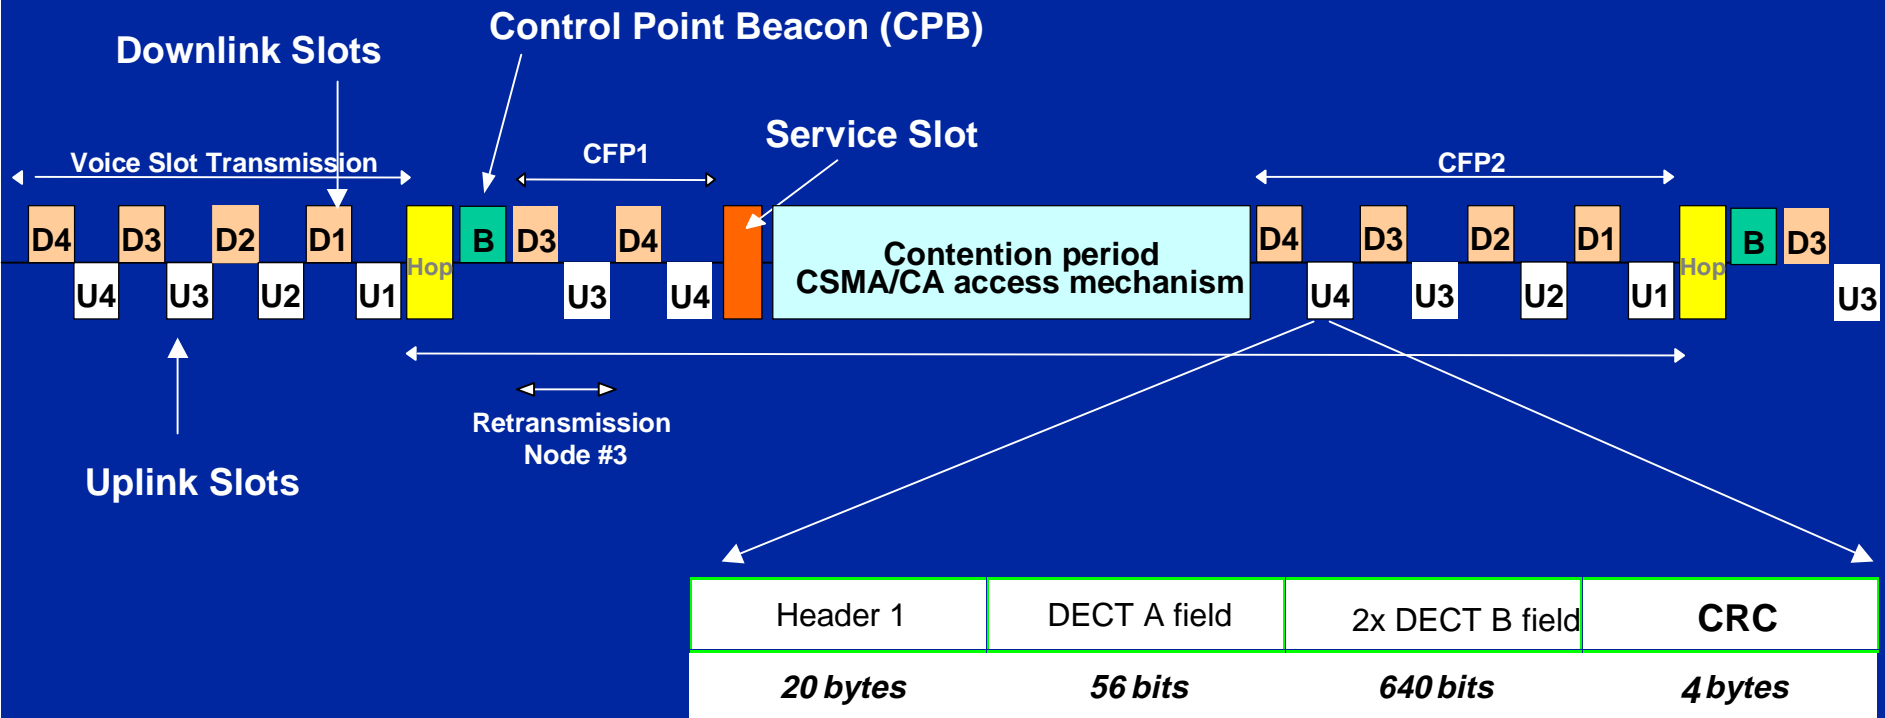 Control Point Beacon (CPB)
Downlink Slots
Service Slot
Voice Slot Transmission
CFP1
CFP2
D4 D3 D2 D1 B D3 D4 D4 D3 D2 D1 B D3
Hop Hop
Contention period
CSMA/CA access mechanism
U4 U3 U2 U1 U3 U4 U4 U3 U2 U1 U3
Retransmission
Node #3
Uplink Slots
Header 1 DECT A field 2x DECT B field CRC
20 bytes 56 bits 640 bits 4 bytes